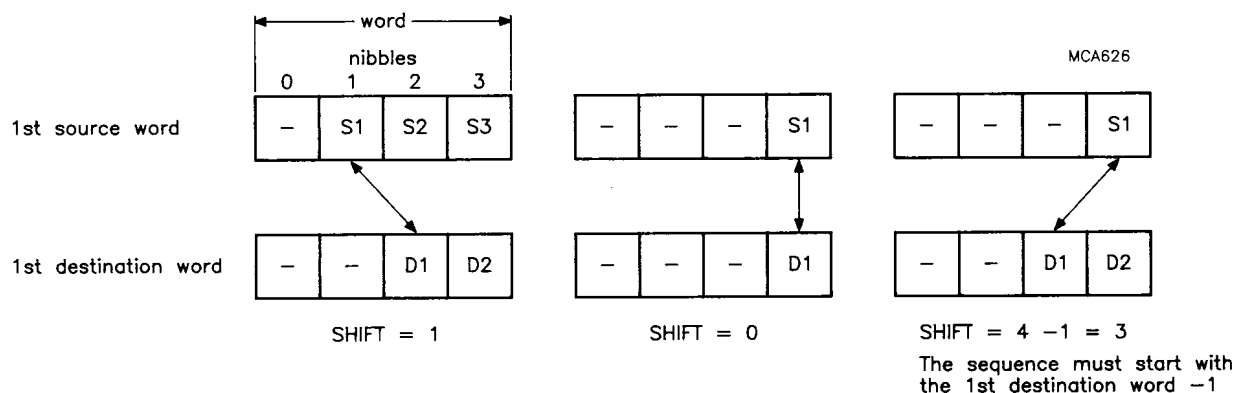 word
nibbles
MCA626
0 1 2 3
1st source word - S1 S2 S3 - - - S1 - - - S1
1st destination word - - D1 D2 - - - D1 - - D1 D2
SHIFT = 1
SHIFT = 0
SHIFT = 4 -1 = 3
The sequence must start with
the 1st destination word -1